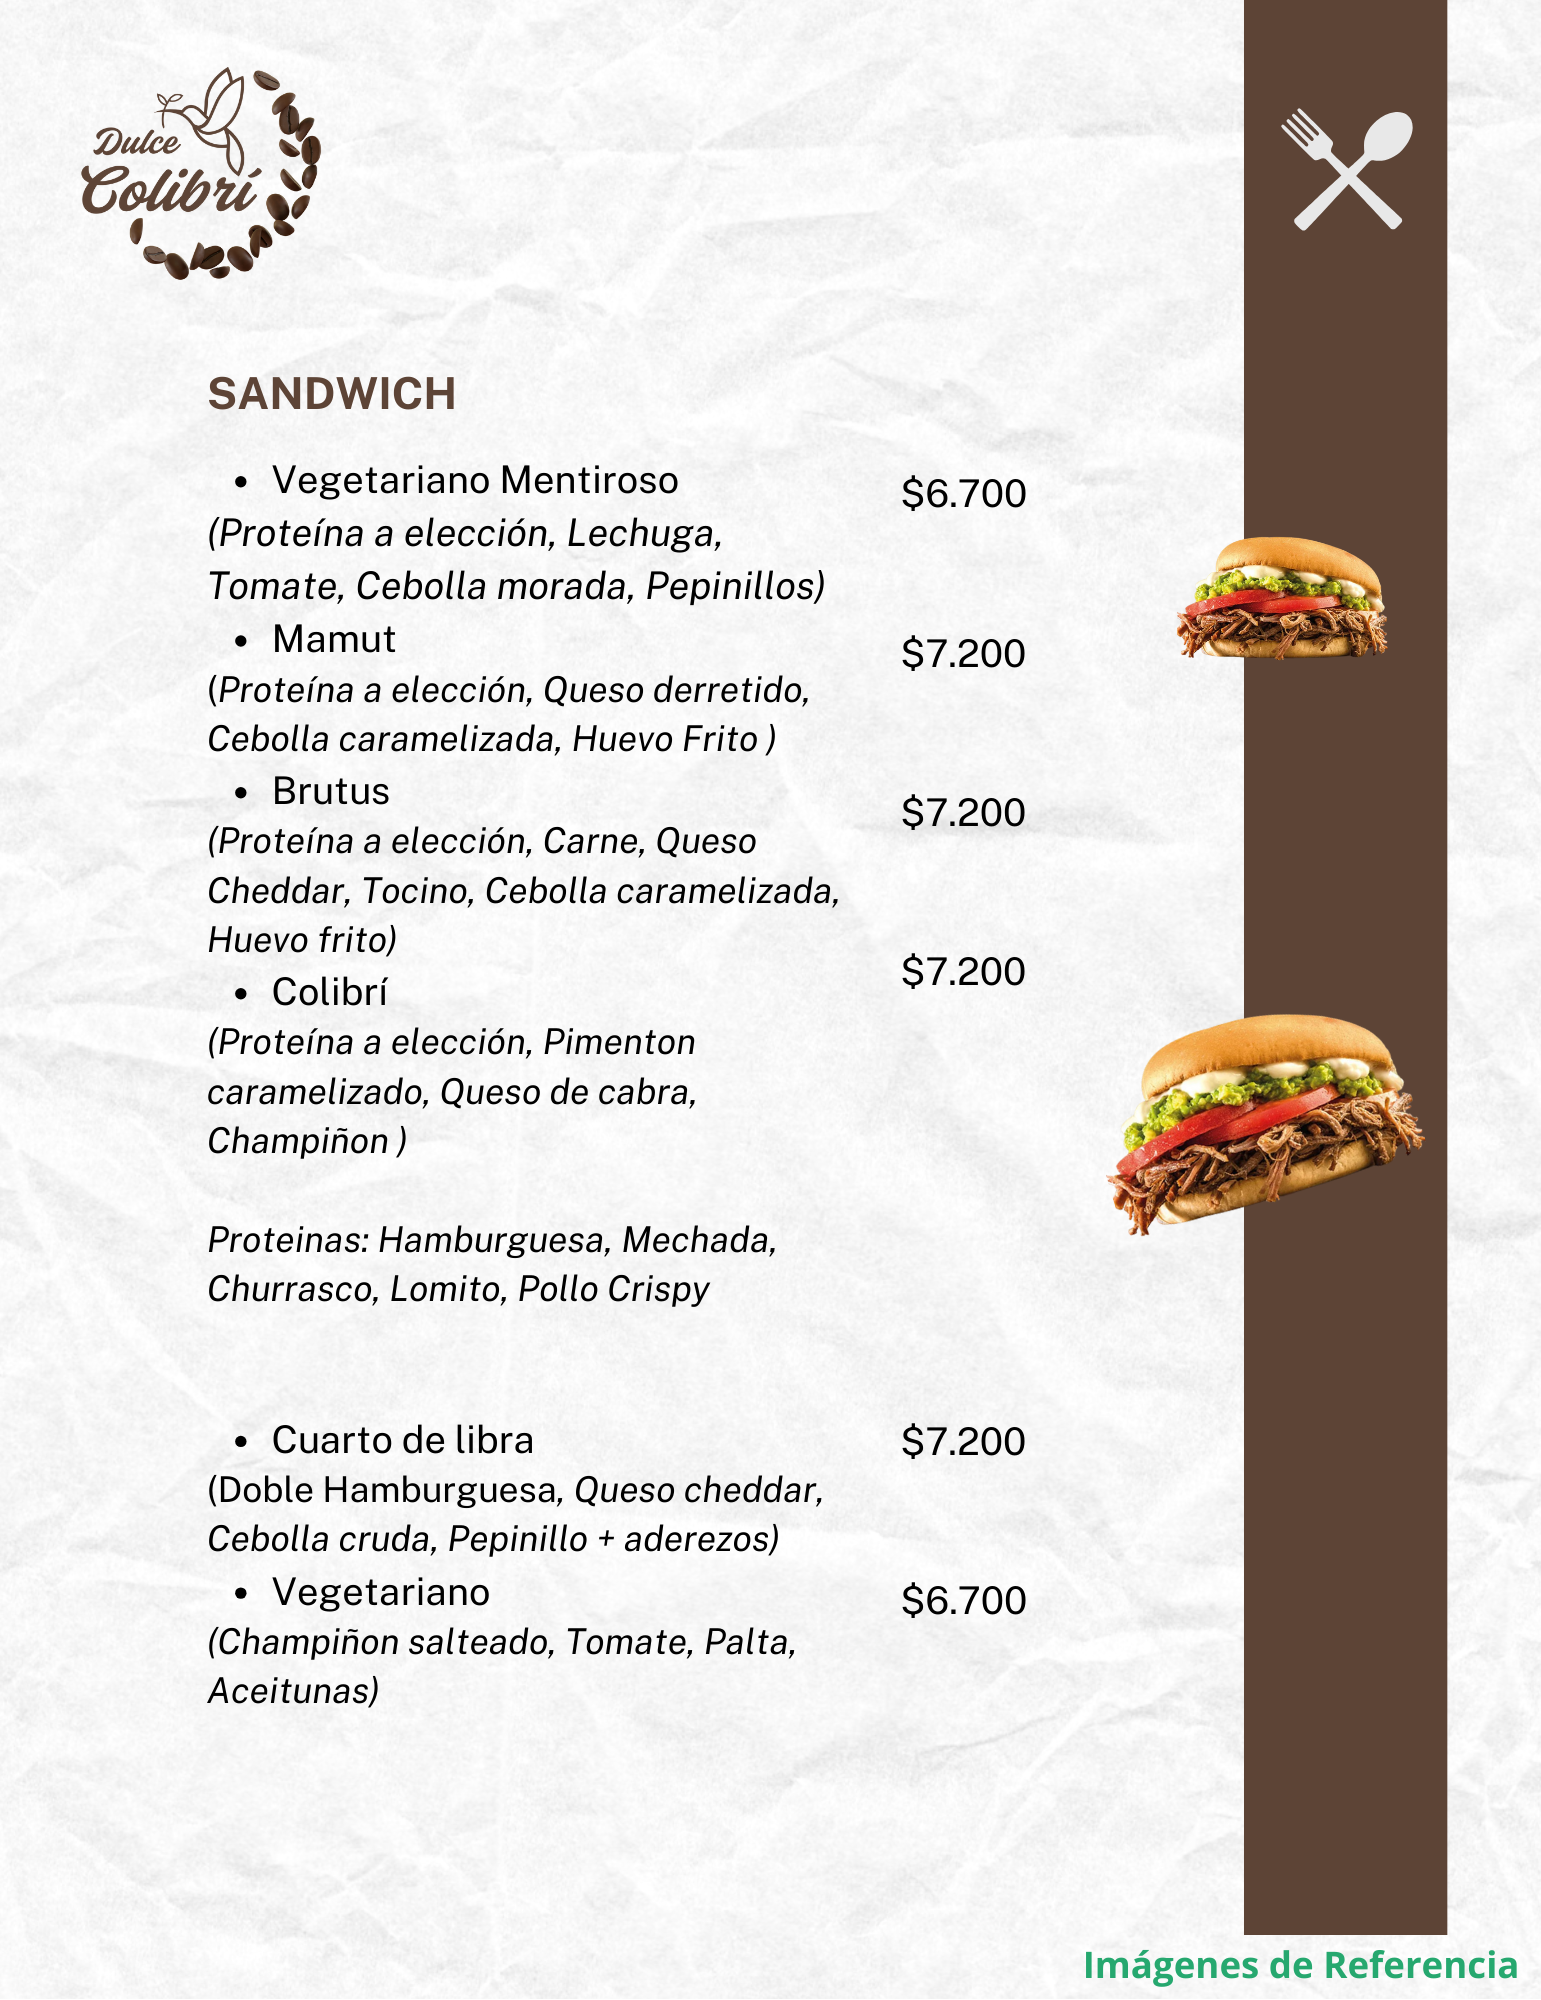 Dulce
Colibrí
SANDWICH
• Vegetariano Mentiroso $6.700
(Proteína a elección, Lechuga,
Tomate, Cebolla morada, Pepinillos)
• Mamut $7.200
(Proteína a elección, Queso derretido,
Cebolla caramelizada, Huevo Frito )
• Brutus $7.200
(Proteína a elección, Carne, Queso
Cheddar, Tocino, Cebolla caramelizada,
Huevo frito)
• Colibrí $7.200
(Proteína a elección, Pimenton
caramelizado, Queso de cabra,
Champiñon )
Proteinas: Hamburguesa, Mechada,
Churrasco, Lomito, Pollo Crispy
• Cuarto de libra $7.200
(Doble Hamburguesa, Queso cheddar,
Cebolla cruda, Pepinillo + aderezos)
• Vegetariano $6.700
(Champiñon salteado, Tomate, Palta,
Aceitunas)
Imágenes de Referencia